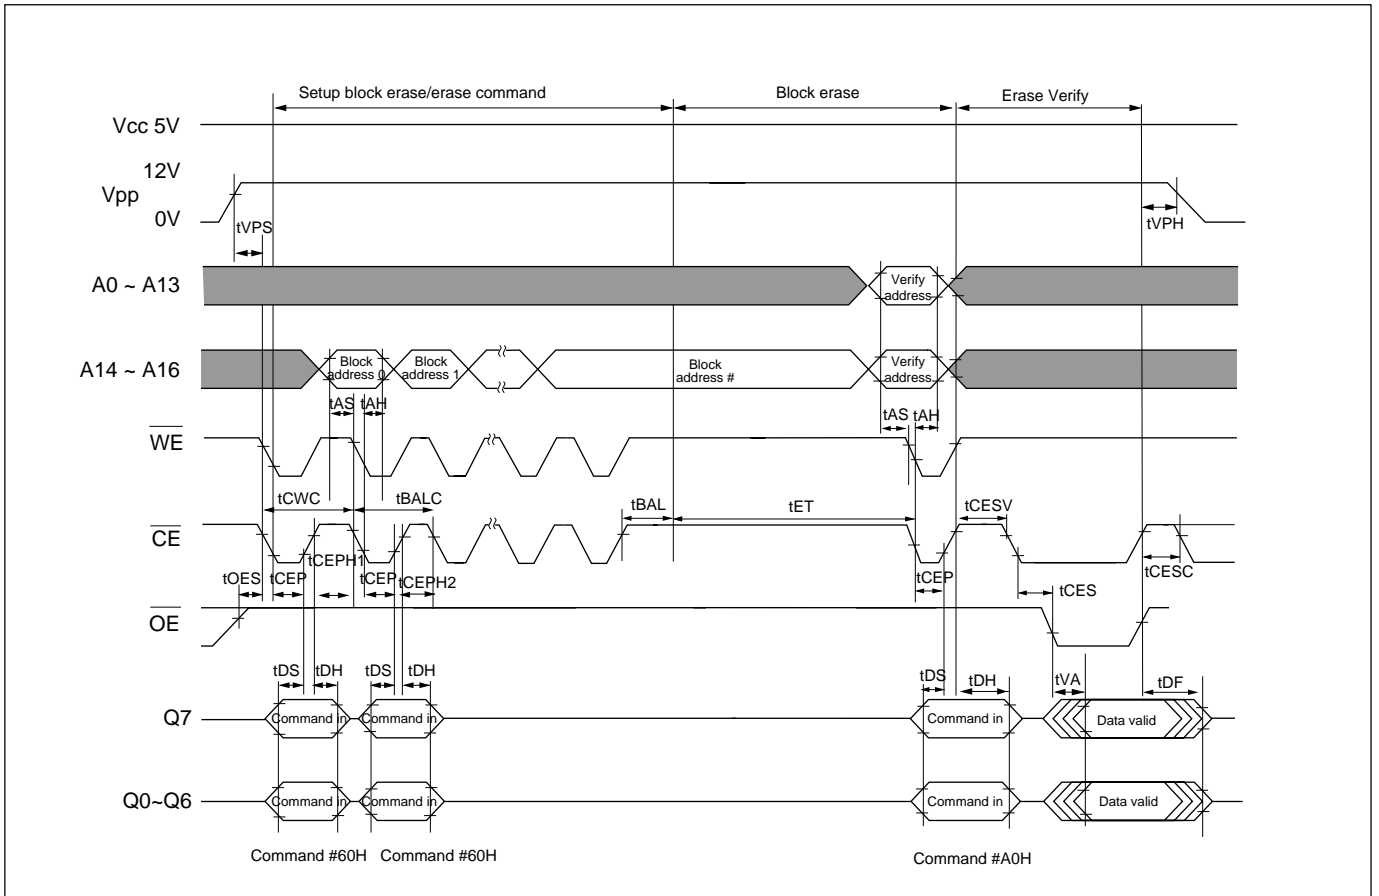 Setup block erase/erase command
Block erase
Erase Verify
Vcc 5V
12V
Vpp
0V
tVPS
tVPH
A0 ~ A13
Verify
address
A14 ~ A16
Block
address 0
Block
address 1
Block
address #
Verify
address
tAS
tAH
tAS
tAH
WE
tCWC
tBALC
tBAL
tET
tCESV
CE
tCEPH1
tOES
tCEP
tCEP
tCEPH2
tCEP
tCES
tCESC
OE
tDS
tDH
tDS
tDH
tDS
tDH
tVA
tDF
Q7
Command in
Command in
Command in
Data valid
Q0~Q6
Command in
Command in
Command in
Data valid
Command #60H
Command #60H
Command #A0H